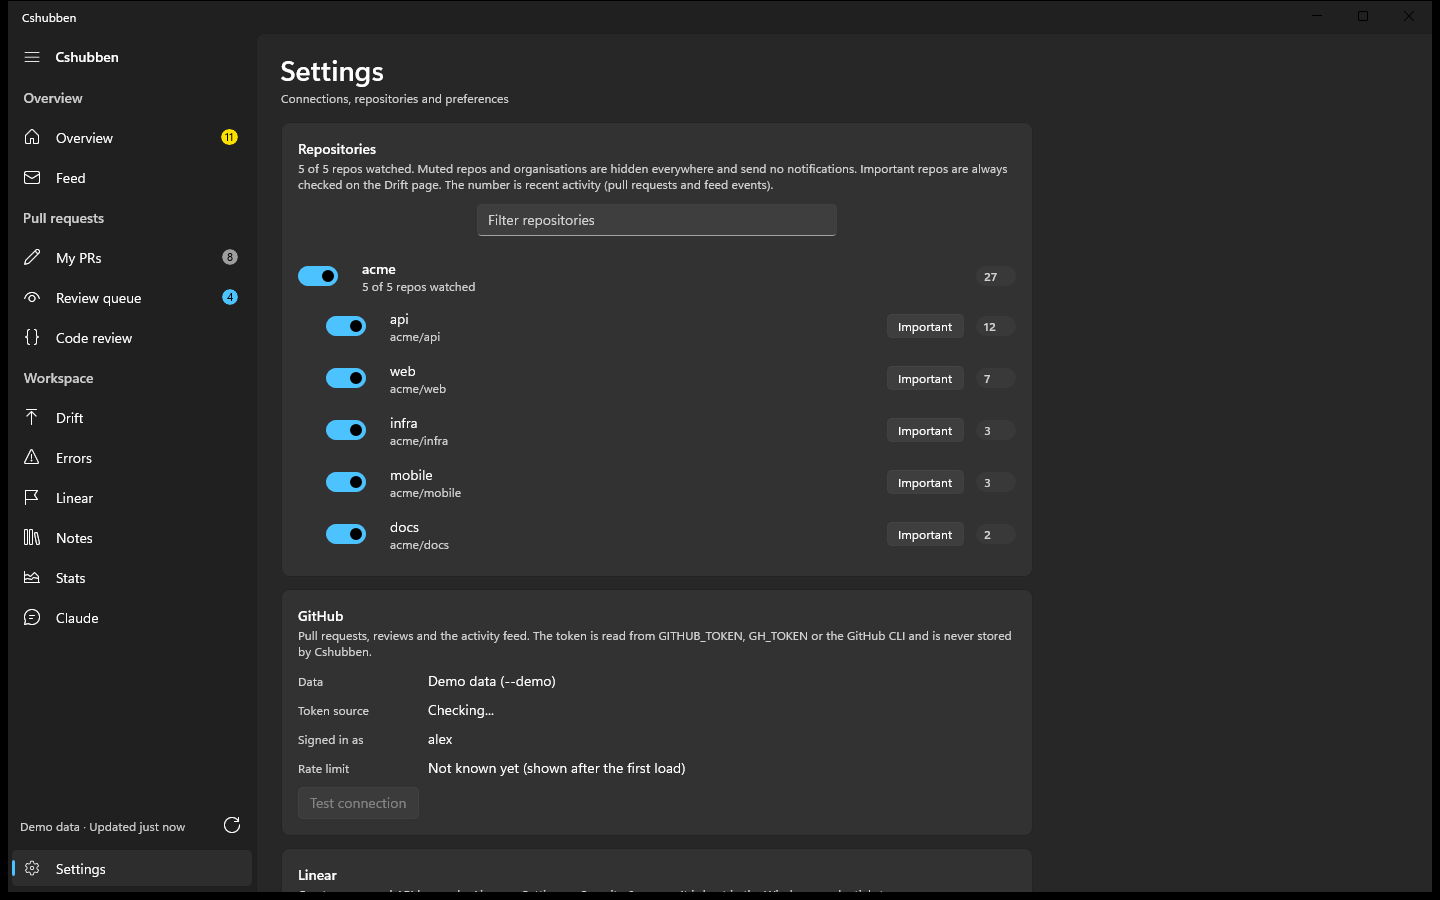 Cshubben
Cshubben
Overview
Overview
11
Feed
Pull requests
My PRs
8
Review queue
4
Code review
Workspace
Drift
Errors
Linear
Notes
Stats
Claude
Demo data · Updated just now
Settings
Settings
Connections, repositories and preferences
Repositories
5 of 5 repos watched. Muted repos and organisations are hidden everywhere and send no notifications. Important repos are always
checked on the Drift page. The number is recent activity (pull requests and feed events).
Filter repositories
acme
5 of 5 repos watched
27
api
acme/api
Important
12
web
acme/web
Important
7
infra
acme/infra
Important
3
mobile
acme/mobile
Important
3
docs
acme/docs
Important
2
GitHub
Pull requests, reviews and the activity feed. The token is read from GITHUB_TOKEN, GH_TOKEN or the GitHub CLI and is never stored
by Cshubben.
Data
Demo data (--demo)
Token source
Checking...
Signed in as
alex
Rate limit
Not known yet (shown after the first load)
Test connection
Linear